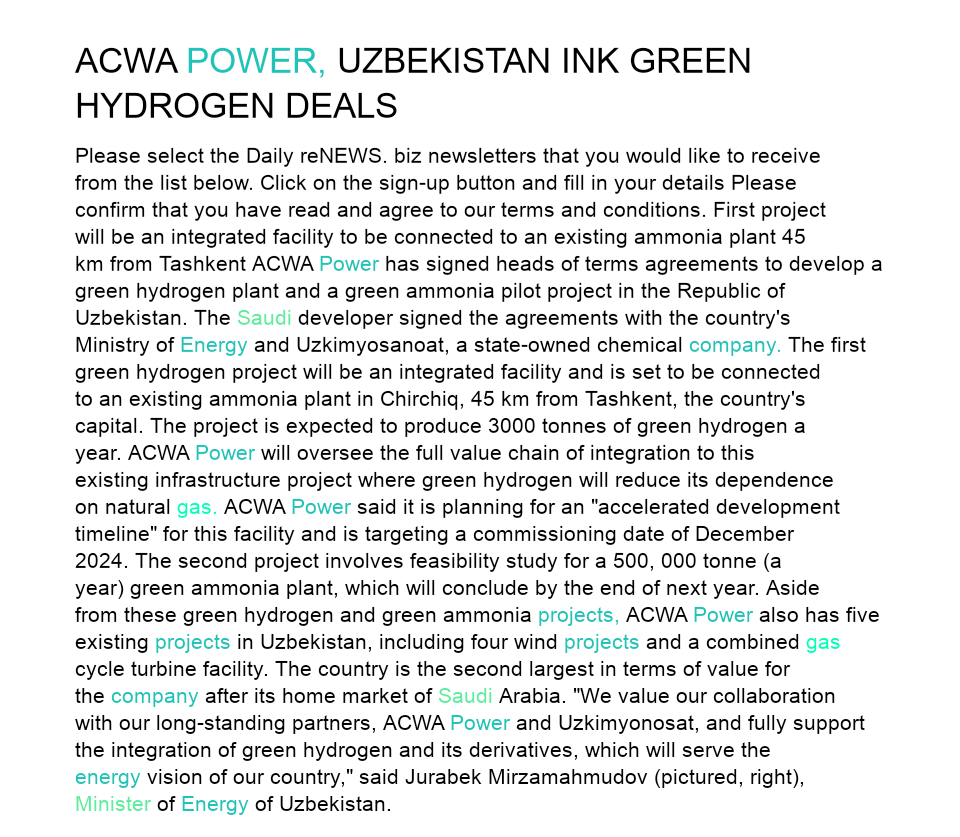 ACWA POWER, UZBEKISTAN INK GREEN
HYDROGEN DEALS
Please select the Daily reNEWS. biz newsletters that you would like to receive
from the list below. Click on the sign-up button and fill in your details Please
confirm that you have read and agree to our terms and conditions. First project
will be an integrated facility to be connected to an existing ammonia plant 45
km from Tashkent ACWA Power has signed heads of terms agreements to develop a
green hydrogen plant and a green ammonia pilot project in the Republic of
Uzbekistan. The Saudi developer signed the agreements with the country's
Ministry of Energy and Uzkimyosanoat, a state-owned chemical company. The first
green hydrogen project will be an integrated facility and is set to be connected
to an existing ammonia plant in Chirchiq, 45 km from Tashkent, the country's
capital. The project is expected to produce 3000 tonnes of green hydrogen a
year. ACWA Power will oversee the full value chain of integration to this
existing infrastructure project where green hydrogen will reduce its dependence
on natural gas. ACWA Power said it is planning for an "accelerated development
timeline" for this facility and is targeting a commissioning date of December
2024. The second project involves feasibility study for a 500, 000 tonne (a
year) green ammonia plant, which will conclude by the end of next year. Aside
from these green hydrogen and green ammonia projects, ACWA Power also has five
existing projects in Uzbekistan, including four wind projects and a combined gas
cycle turbine facility. The country is the second largest in terms of value for
the company after its home market of Saudi Arabia. "We value our collaboration
with our long-standing partners, ACWA Power and Uzkimyonosat, and fully support
the integration of green hydrogen and its derivatives, which will serve the
energy vision of our country," said Jurabek Mirzamahmudov (pictured, right),
Minister of Energy of Uzbekistan.